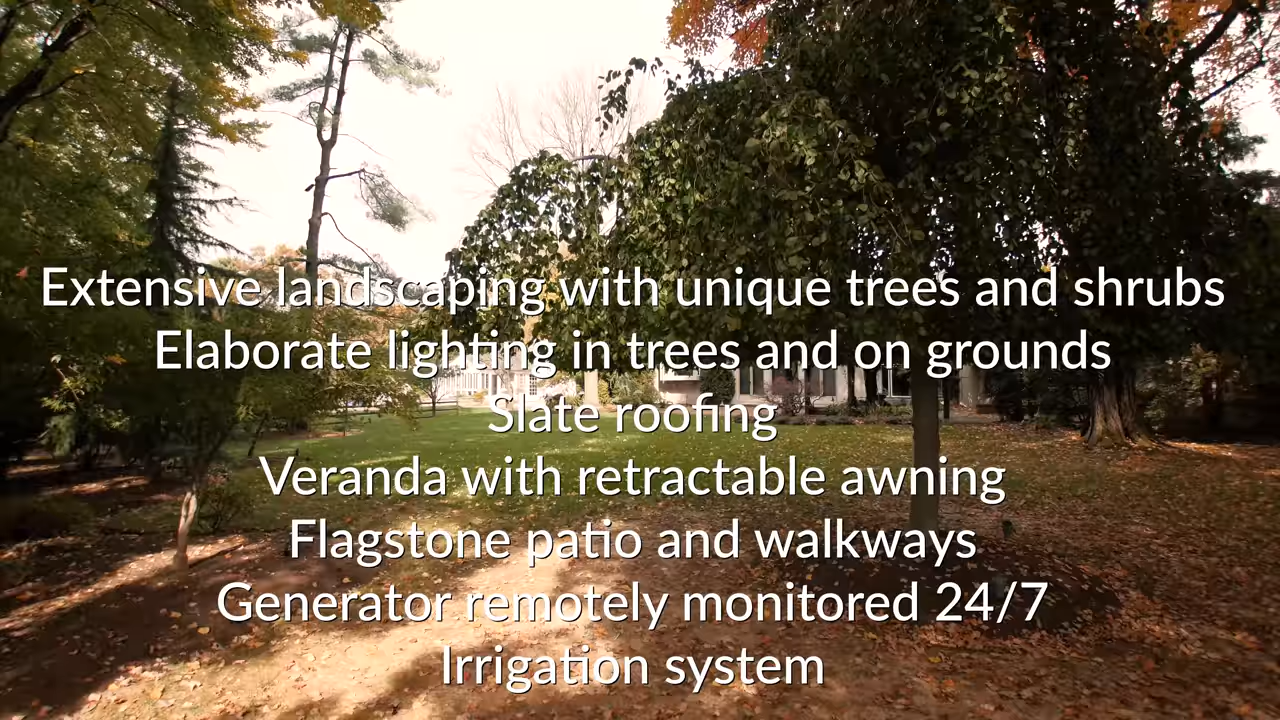 Extensive landscaping with unique trees and shrubs
Elaborate lighting in trees and on grounds
Slate roofing
Veranda with retractable awning
Flagstone patio and walkways
Generator remotely monitored 24/7
Irrigation system